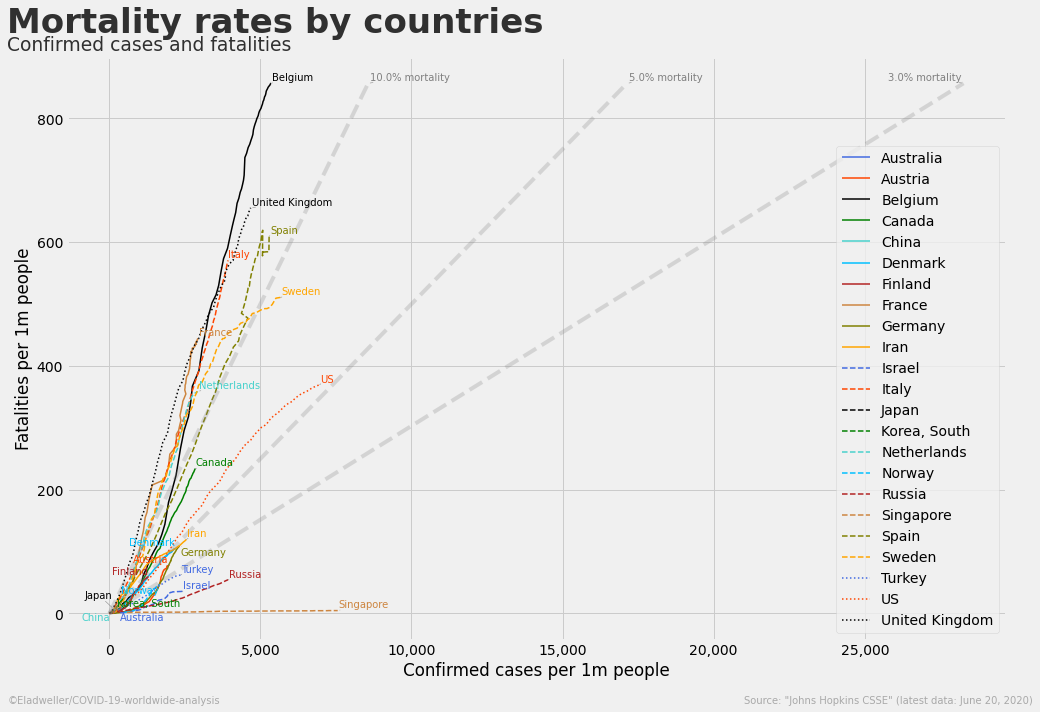 Mortality rates by countries
Confirmed cases and fatalities
Belgium
10.0% mortality
5.0% mortality
3.0% mortality
United Kingdom
Spain
Italy
Sweden
France
US
Netherlands
Canada
Iran
Denmark
Germany
Austria
Turkey
Finland
Russia
Israel
Norway
Japan
Korea, South
Singapore
China
Australia
800
600
400
200
0
Fatalities per 1m people
0
5,000
10,000
15,000
20,000
25,000
Confirmed cases per 1m people
Australia
Austria
Belgium
Canada
China
Denmark
Finland
France
Germany
Iran
Israel
Italy
Japan
Korea, South
Netherlands
Norway
Russia
Singapore
Spain
Sweden
Turkey
US
United Kingdom
©Eladweller/COVID-19-worldwide-analysis
Source: "Johns Hopkins CSSE" (latest data: June 20, 2020)